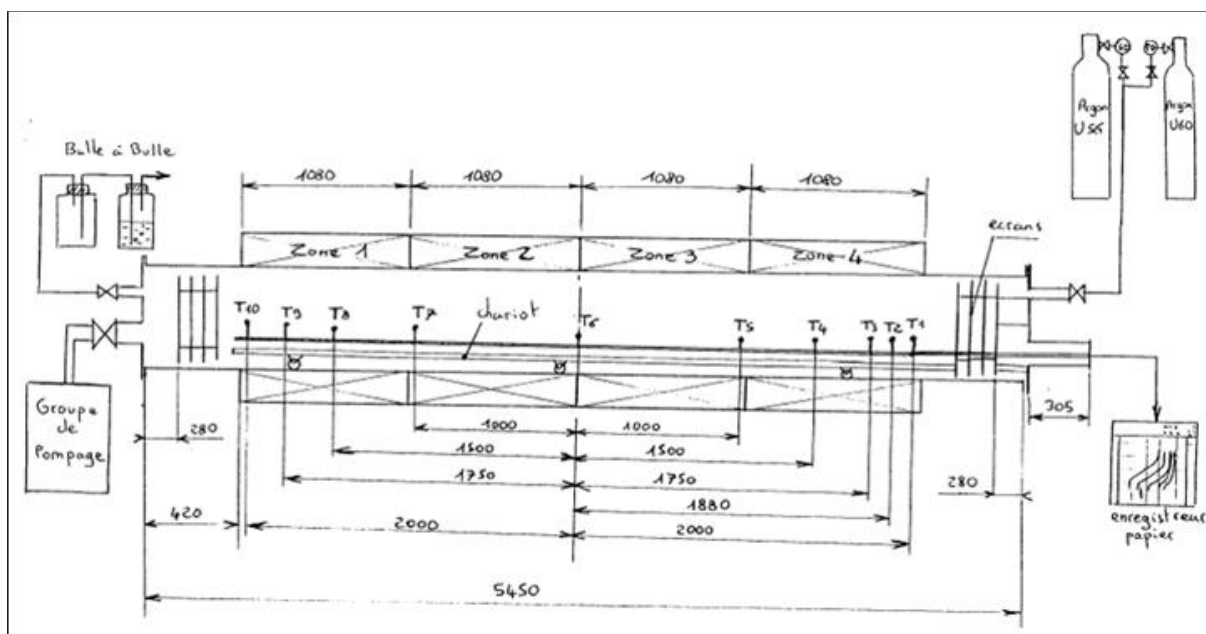 Argon
U56
Argon
U60
Bulle à Bulle
1080
1080
1080
1080
écrans
Zone 1
Zone 2
Zone 3
Zone 4
T10
T9
T8
T7
chariot
T6
T5
T4
T3
T2
T1
Groupe
de
Pompage
280
1000
1000
305
1500
1500
280
1750
1750
420
1880
enregistreur
papier
2000
2000
5450